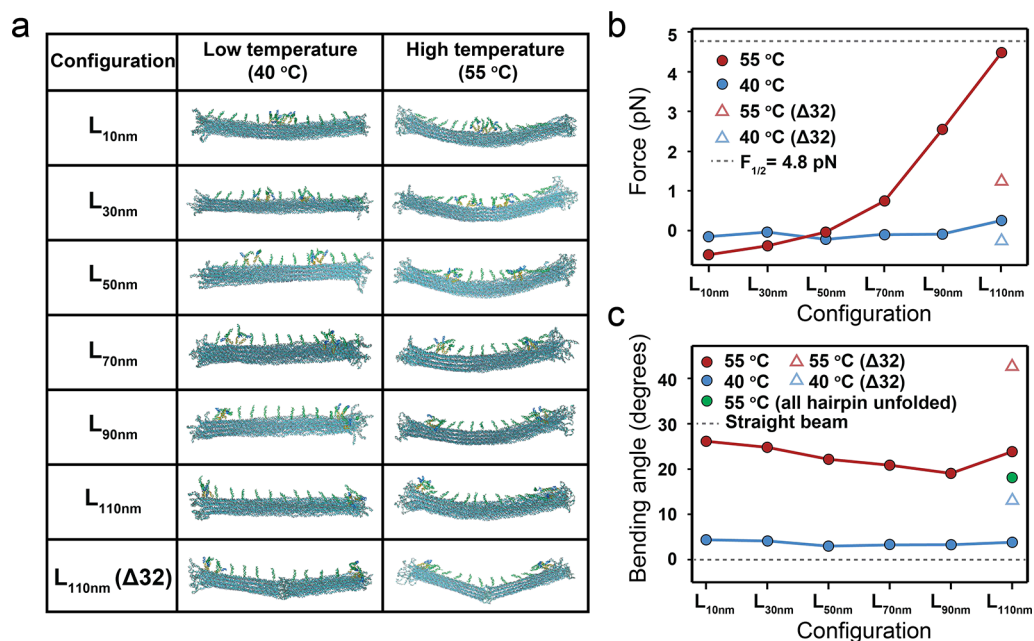 a
Configuration
Low temperature
(40 °C)
High temperature
(55 °C)
L10nm
L30nm
L50nm
L70nm
L90nm
L110nm
L110nm (Δ32)
b
5
4
3
2
1
0
Force (pN)
55 °C
40 °C
55 °C (Δ32)
40 °C (Δ32)
F1/2= 4.8 pN
L10nm L30nm L50nm L70nm L90nm L110nm
Configuration
c
40
30
20
10
0
Bending angle (degrees)
55 °C 55 °C (Δ32)
40 °C 40 °C (Δ32)
55 °C (all hairpin unfolded)
Straight beam
L10nm L30nm L50nm L70nm L90nm L110nm
Configuration